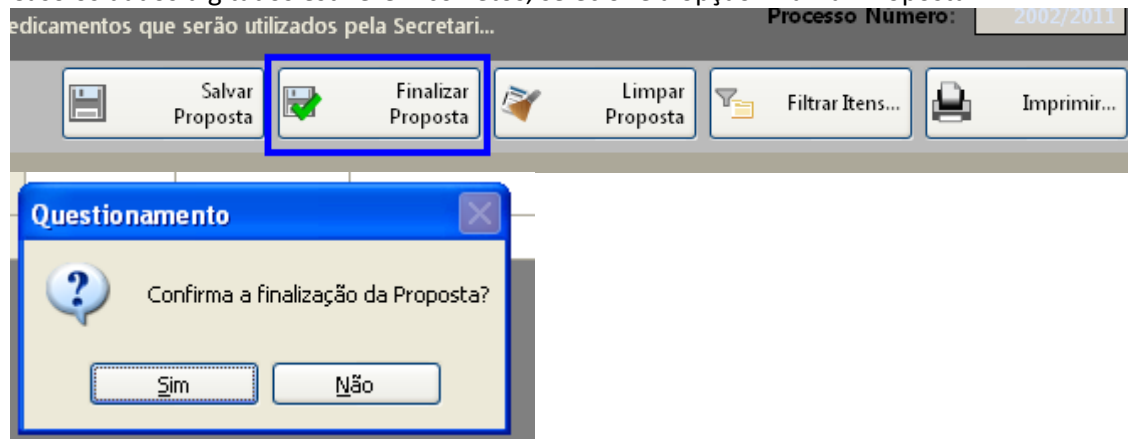 edicamentos que serão utilizados pela Secretari...
Processo Número: 2002/2011
Salvar Proposta
Finalizar Proposta
Limpar Proposta
Filtrar Itens...
Imprimir...
Questionamento
Confirma a finalização da Proposta?
Sim
Não